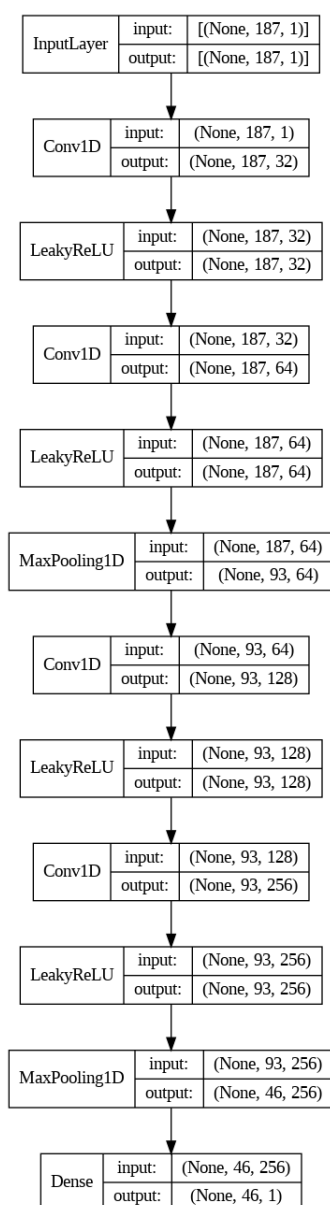 InputLayer input: [(None, 187, 1)]
output: [(None, 187, 1)]
Conv1D input: (None, 187, 1)
output: (None, 187, 32)
LeakyReLU input: (None, 187, 32)
output: (None, 187, 32)
Conv1D input: (None, 187, 32)
output: (None, 187, 64)
LeakyReLU input: (None, 187, 64)
output: (None, 187, 64)
MaxPooling1D input: (None, 187, 64)
output: (None, 93, 64)
Conv1D input: (None, 93, 64)
output: (None, 93, 128)
LeakyReLU input: (None, 93, 128)
output: (None, 93, 128)
Conv1D input: (None, 93, 128)
output: (None, 93, 256)
LeakyReLU input: (None, 93, 256)
output: (None, 93, 256)
MaxPooling1D input: (None, 93, 256)
output: (None, 46, 256)
Dense input: (None, 46, 256)
output: (None, 46, 1)